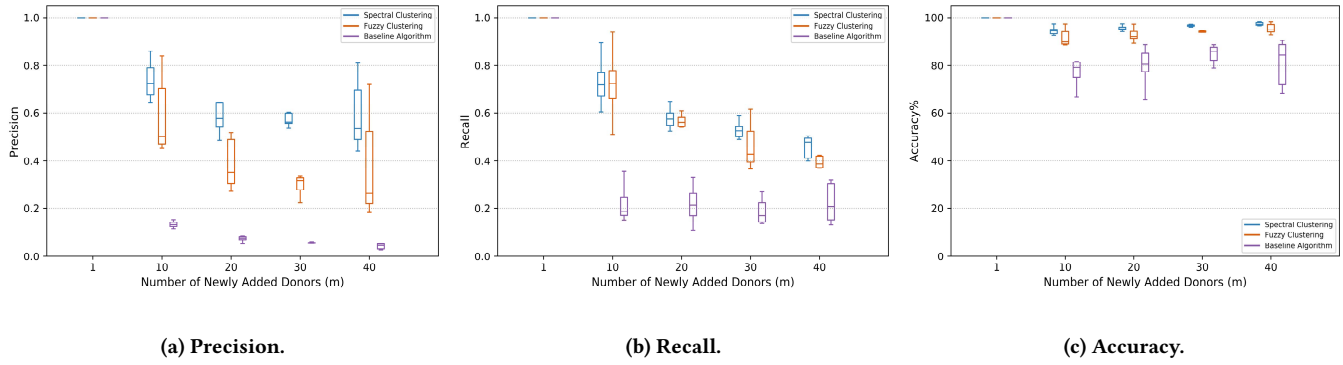 1.0
0.8
0.6
0.4
0.2
0.0
Precision
1 10 20 30 40
Number of Newly Added Donors (m)
Spectral Clustering
Fuzzy Clustering
Baseline Algorithm
(a) Precision.
1.0
0.8
0.6
0.4
0.2
0.0
Recall
1 10 20 30 40
Number of Newly Added Donors (m)
Spectral Clustering
Fuzzy Clustering
Baseline Algorithm
(b) Recall.
100
80
60
40
20
0
Accuracy%
1 10 20 30 40
Number of Newly Added Donors (m)
Spectral Clustering
Fuzzy Clustering
Baseline Algorithm
(c) Accuracy.